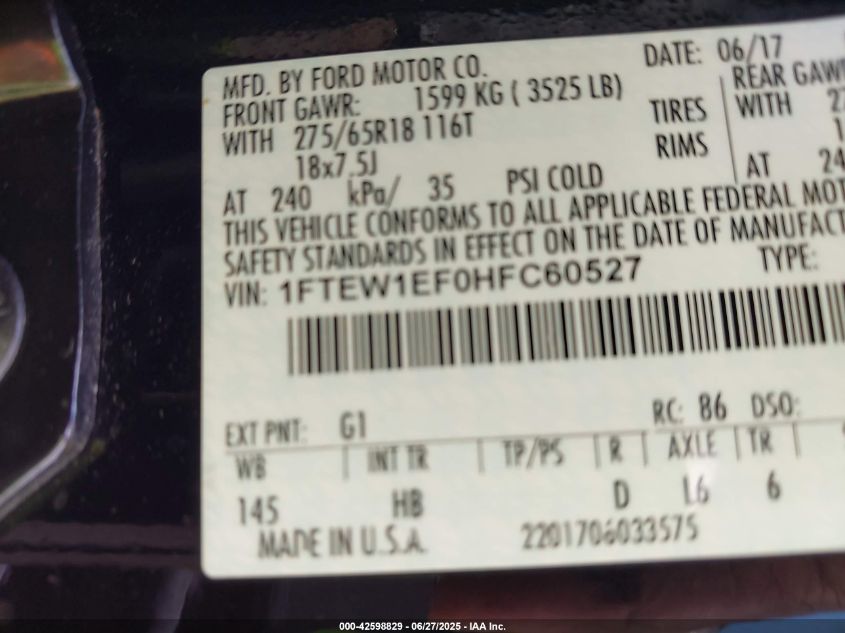 MFD. BY FORD MOTOR CO. DATE: 06/17
FRONT GAWR: 1599 KG ( 3525 LB) REAR GAWR
WITH 275/65R18 116T TIRES WITH
18x7.5J RIMS
AT 240 kPa/ 35 PSI COLD AT 24
THIS VEHICLE CONFORMS TO ALL APPLICABLE FEDERAL MOT
SAFETY STANDARDS IN EFFECT ON THE DATE OF MANUFACT
VIN: 1FTEW1EF0HFC60527 TYPE:
EXT PNT: G1 RC: 86 DSO:
WB | INT TR | TP/PS | R | AXLE | TR |
145 HB D L6 6
MADE IN U.S.A. 2201706033575
000-42598829 - 06/27/2025 - IAA Inc.